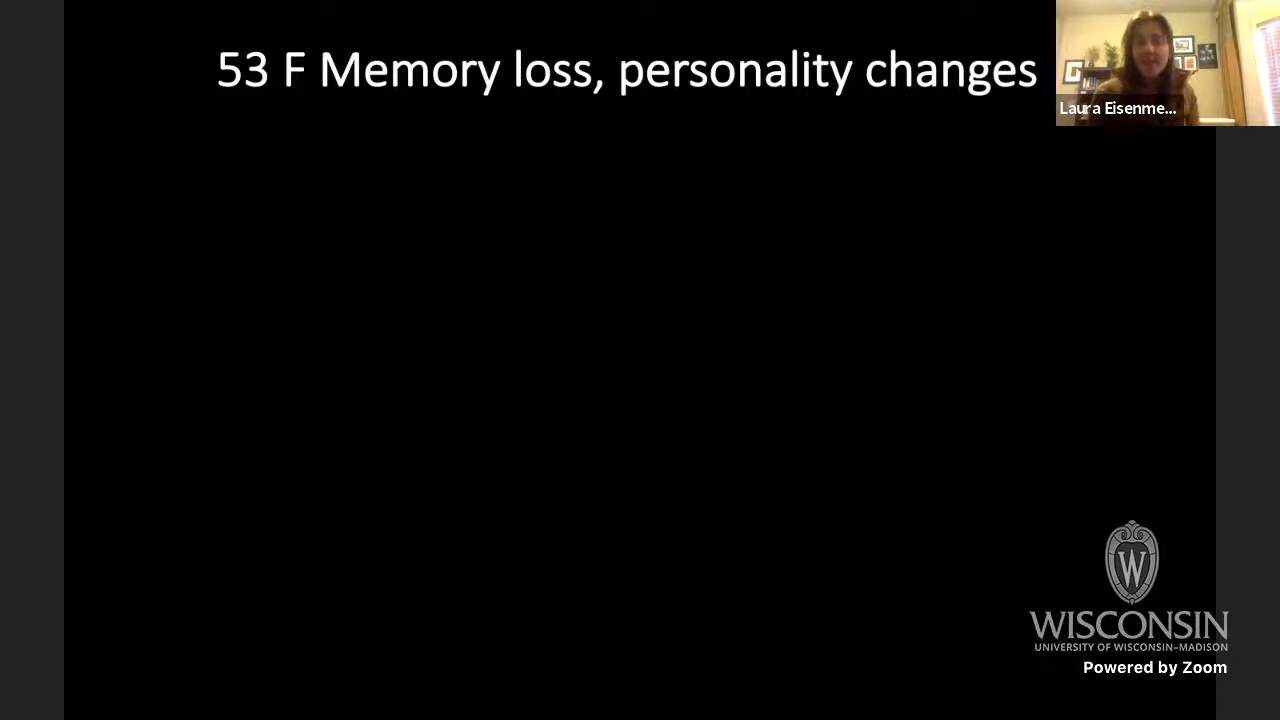 53 F Memory loss, personality changes
Laura Eisenme...
W
WISCONSIN
UNIVERSITY OF WISCONSIN–MADISON
Powered by Zoom